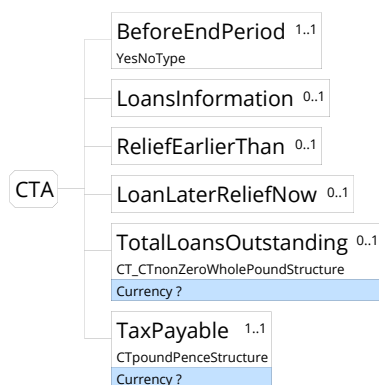 BeforeEndPeriod 1..1
YesNoType
LoansInformation 0..1
ReliefEarlierThan 0..1
CTA
LoanLaterReliefNow 0..1
TotalLoansOutstanding 0..1
CT_CTnonZeroWholePoundStructure
Currency ?
TaxPayable 1..1
CTpoundPenceStructure
Currency ?